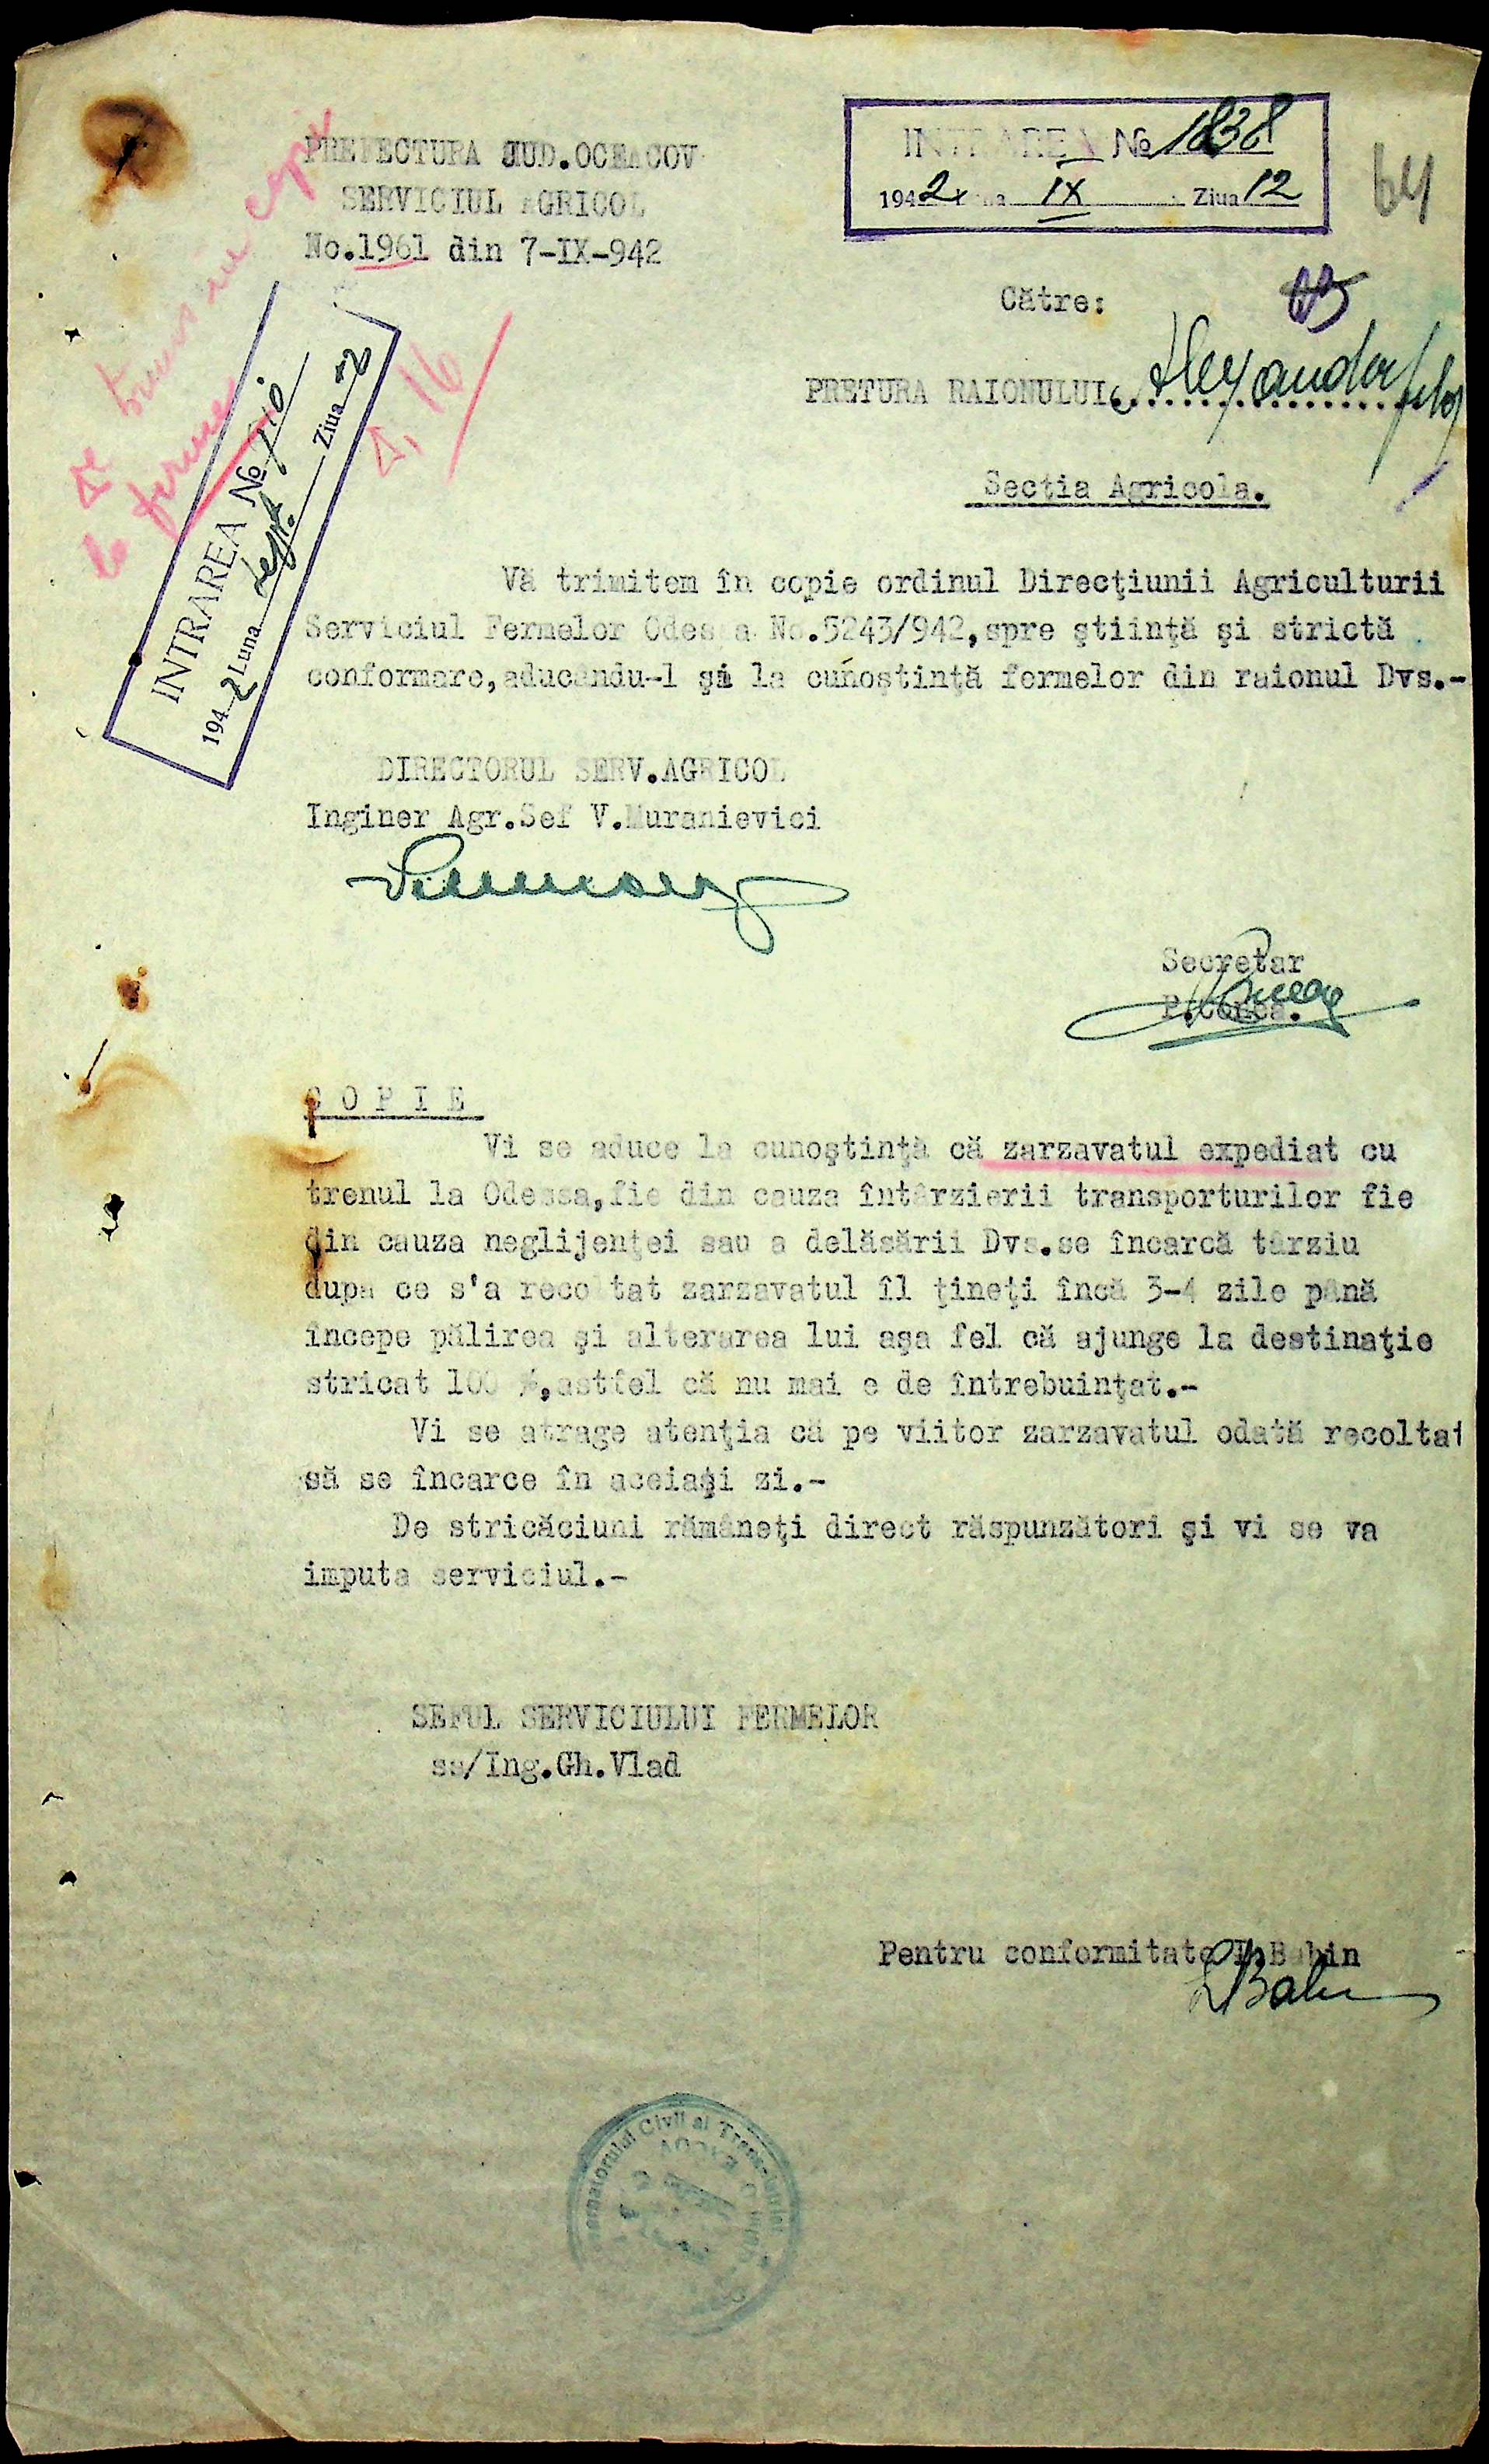 PREFECTURA JUD.OCEACOV
SERVICIUL AGRICOL
No.1961 din 7-IX-942
INTRAREA № 1838
1942 IX Ziua 12
64
Către:
PRETURA RAIONULUI
Secția Agricola.
INTRAREA №
1942 Luna Sept. Ziua
Vă trimitem în copie ordinul Direcţiunii Agriculturii
Serviciul Fermelor Odessa No.5243/942,spre ştiinţă şi strictă
conformare,aducându-l şi la cunoştinţă fermelor din raionul Dvs.-
DIRECTORUL SERV.AGRICOL
Inginer Agr.Sef V.Muranievici
Secretar
COPIE
Vi se aduce la cunoştinţă că zarzavatul expediat cu
trenul la Odessa,fie din cauza întârzierii transporturilor fie
din cauza neglijenţei sau a delăsării Dvs.se încarcă târziu
după ce s'a recoltat zarzavatul îl ţineţi încă 3-4 zile până
începe pălirea şi alterarea lui aşa fel că ajunge la destinaţie
stricat 100 %,astfel că nu mai e de întrebuinţat.-
Vi se atrage atenţia că pe viitor zarzavatul odată recoltat
să se încarce în aceiaşi zi.-
De stricăciuni rămâneţi direct răspunzători şi vi se va
imputa serviciul.-
SEFUL SERVICIULUI FERMELOR
ss/Ing.Gh.Vlad
Pentru conformitate Babin
Civil al